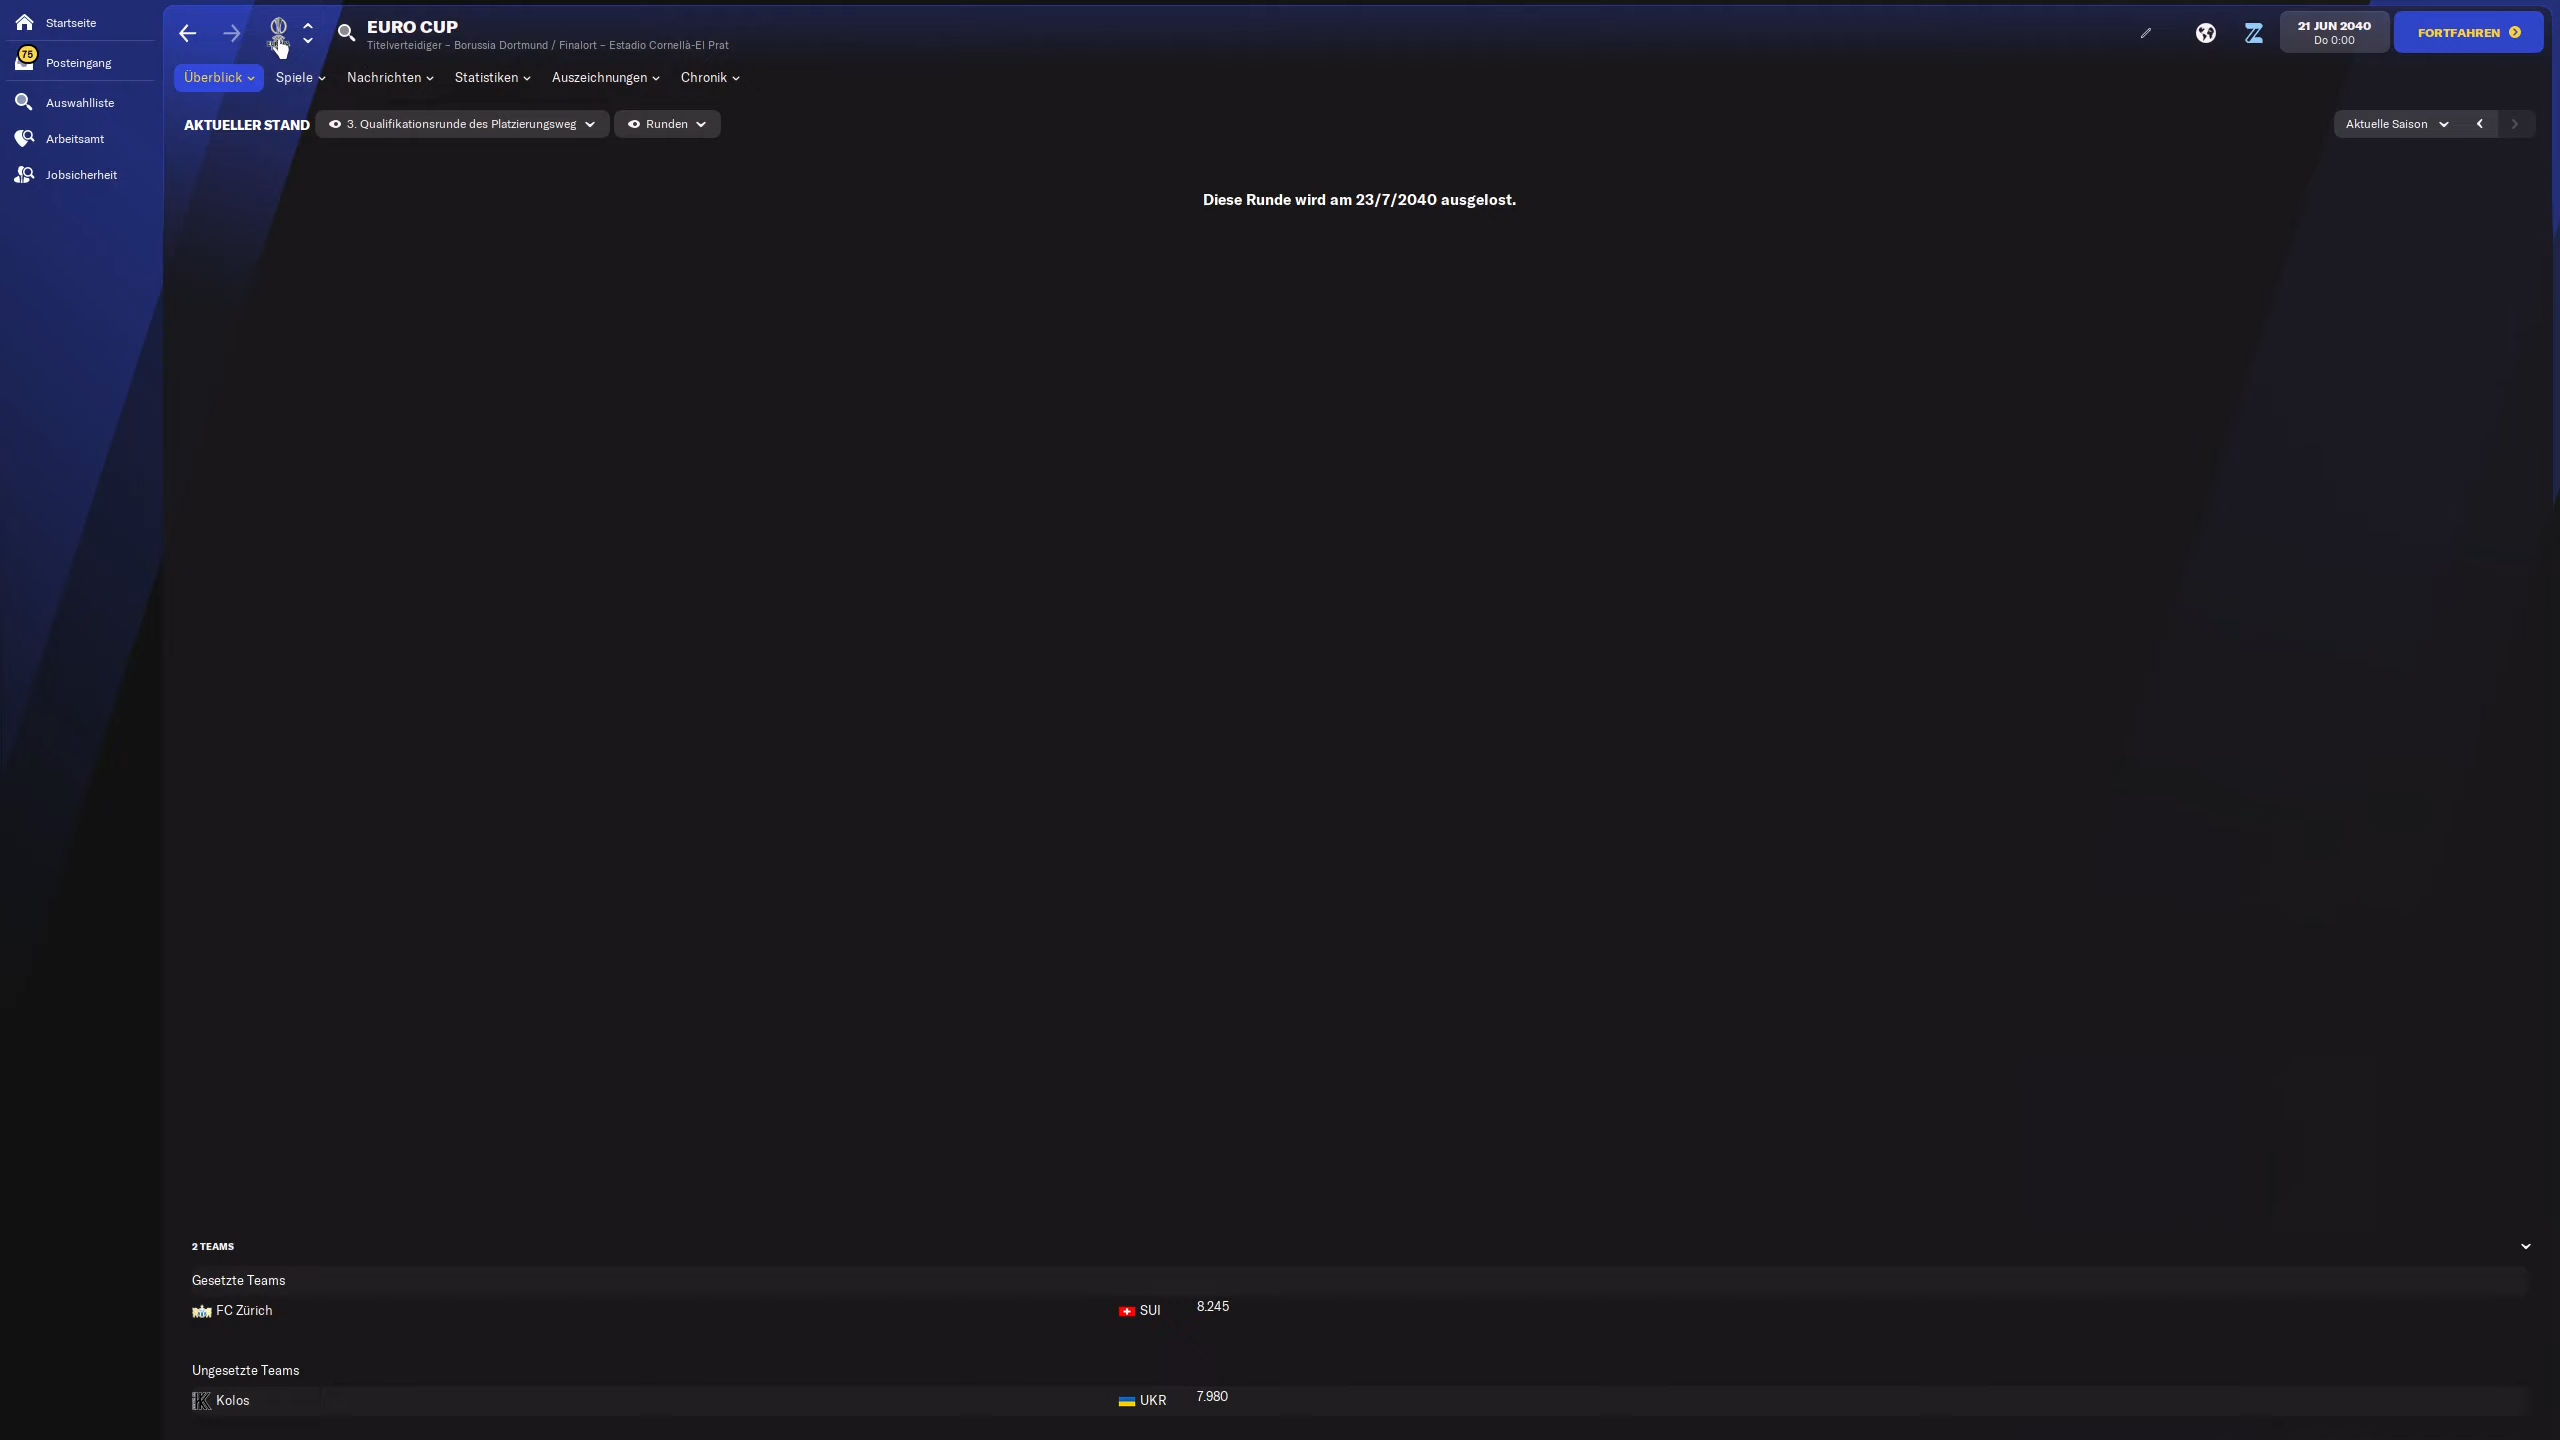 Startseite
75
Posteingang
Auswahlliste
Arbeitsamt
Jobsicherheit
EURO CUP
Titelverteidiger – Borussia Dortmund / Finalort – Estadio Cornellà-El Prat
21 JUN 2040
Do 0:00
FORTFAHREN
Überblick Spiele Nachrichten Statistiken Auszeichnungen Chronik
AKTUELLER STAND 3. Qualifikationsrunde des Platzierungsweg Runden Aktuelle Saison
Diese Runde wird am 23/7/2040 ausgelost.
2 TEAMS
Gesetzte Teams
FC Zürich SUI 8.245
Ungesetzte Teams
Kolos UKR 7.980